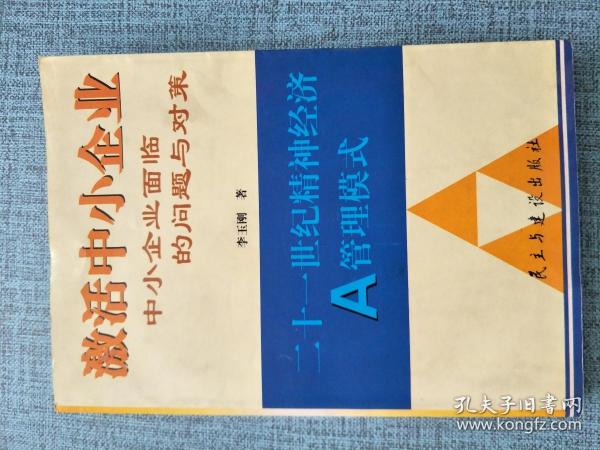 激活中小企业
中小企业面临
的问题与对策
李玉刚 著
二十一世纪精神经济
A管理模式
民主与建设出版社
孔夫子旧书网
www.kongfz.com